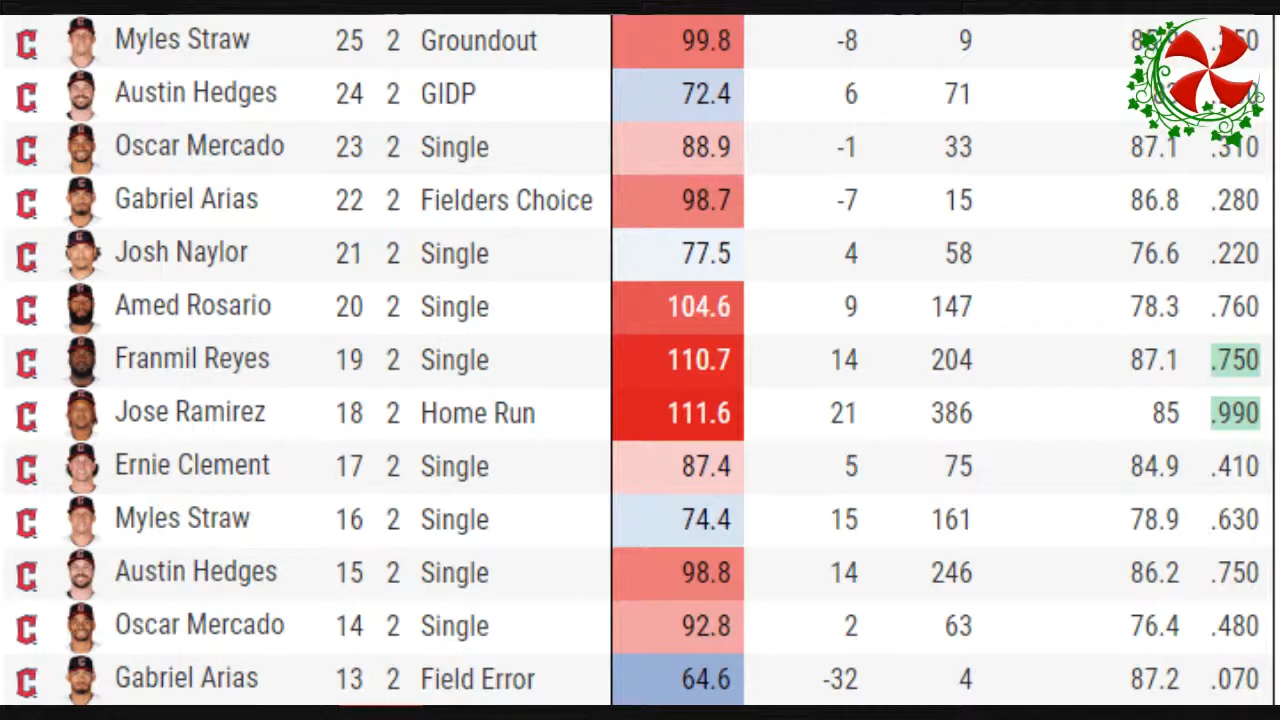 Myles Straw 25 2 Groundout 99.8 -8 9
Austin Hedges 24 2 GIDP 72.4 6 71
Oscar Mercado 23 2 Single 88.9 -1 33 87.1 .310
Gabriel Arias 22 2 Fielders Choice 98.7 -7 15 86.8 .280
Josh Naylor 21 2 Single 77.5 4 58 76.6 .220
Amed Rosario 20 2 Single 104.6 9 147 78.3 .760
Franmil Reyes 19 2 Single 110.7 14 204 87.1 .750
Jose Ramirez 18 2 Home Run 111.6 21 386 85 .990
Ernie Clement 17 2 Single 87.4 5 75 84.9 .410
Myles Straw 16 2 Single 74.4 15 161 78.9 .630
Austin Hedges 15 2 Single 98.8 14 246 86.2 .750
Oscar Mercado 14 2 Single 92.8 2 63 76.4 .480
Gabriel Arias 13 2 Field Error 64.6 -32 4 87.2 .070